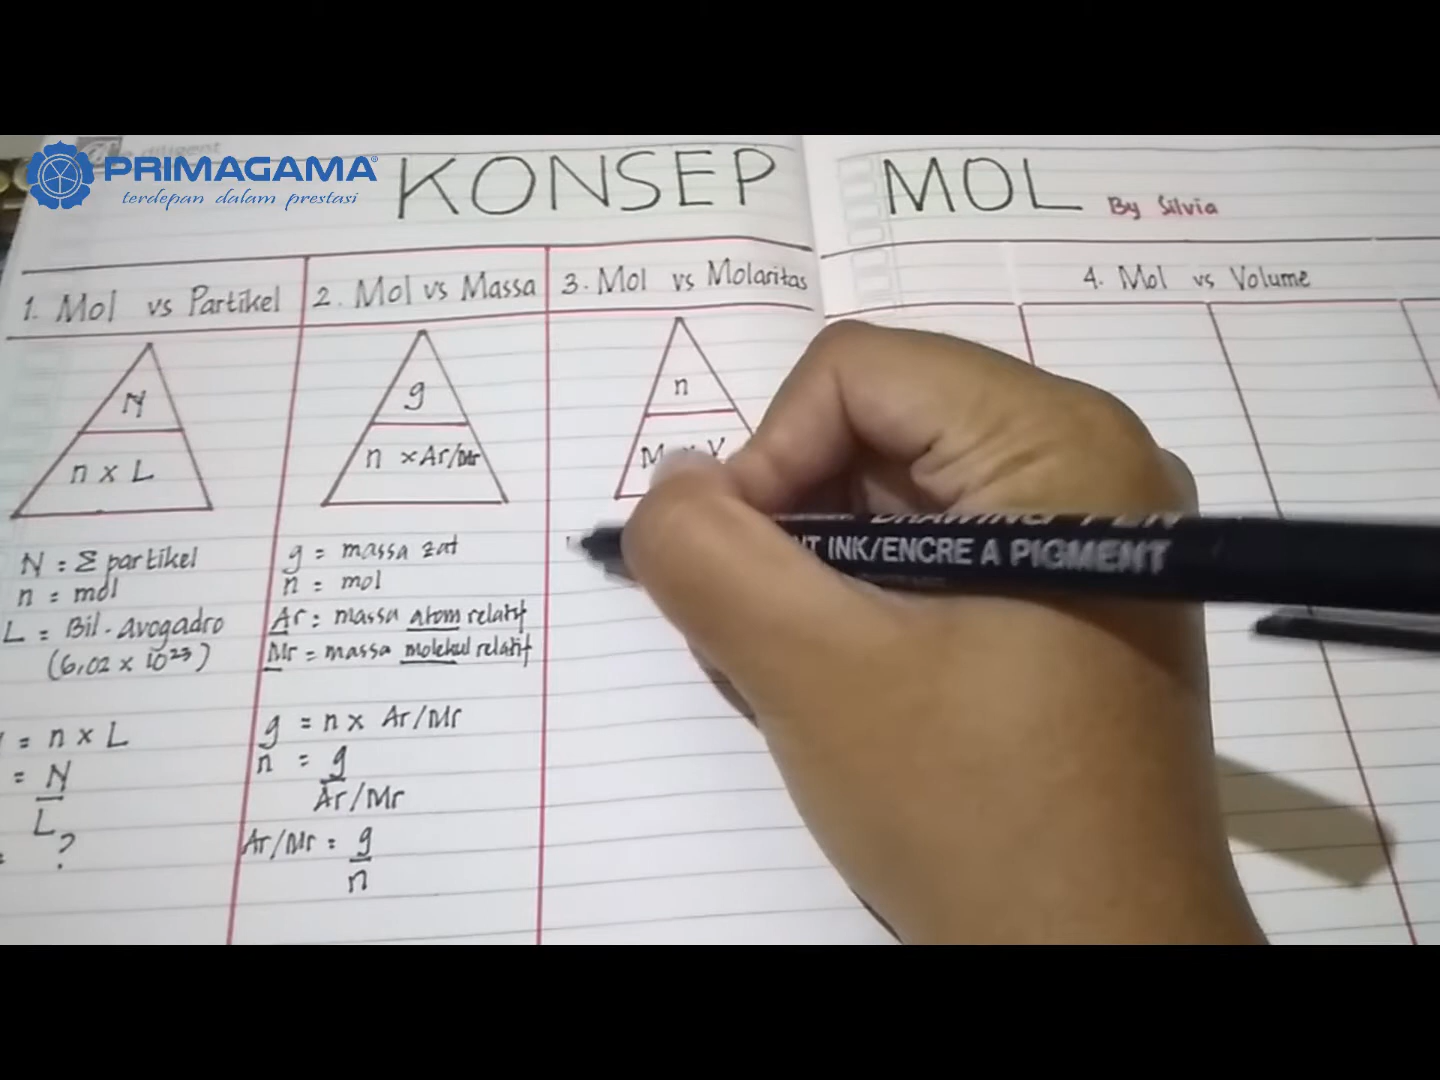 PRIMAGAMA
terdepan dalam prestasi
KONSEP MOL By Silvia
1. Mol vs Partikel
N
n x L
N = Σ partikel
n = mol
L = Bil. avogadro
(6,02 x 10²³)
= n x L
= N
L
?
2. Mol vs Massa
g
n x Ar/Mr
g = massa zat
n = mol
Ar = massa atom relatif
Mr = massa molekul relatif
g = n x Ar/Mr
n = g
Ar/Mr
Ar/Mr = g
n
3. Mol vs Molaritas
n
M x V
4. Mol vs Volume
DRAWING PEN
INK/ENCRE A PIGMENT